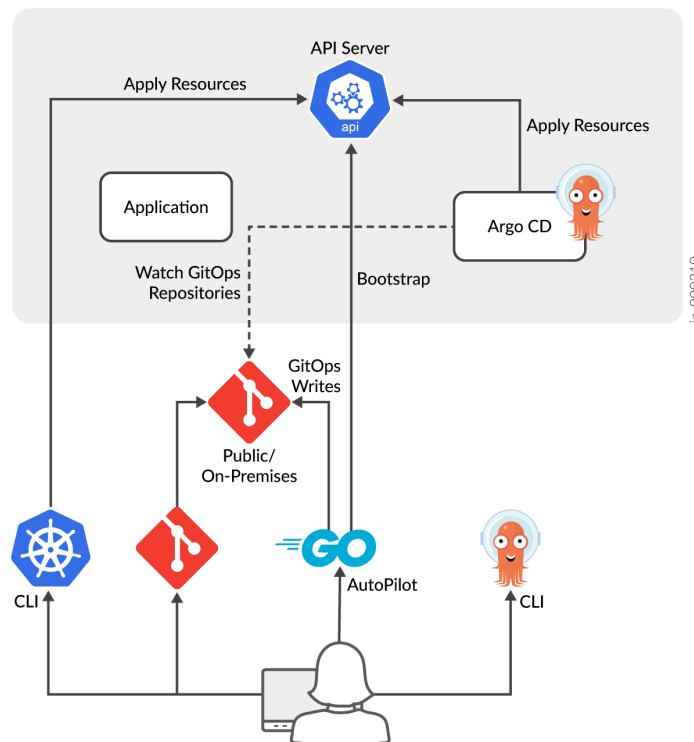 API Server
Apply Resources
api
Apply Resources
Application
Argo CD
Watch GitOps
Repositories
Bootstrap
GitOps
Writes
Public/
On-Premises
GO
CLI
AutoPilot
CLI